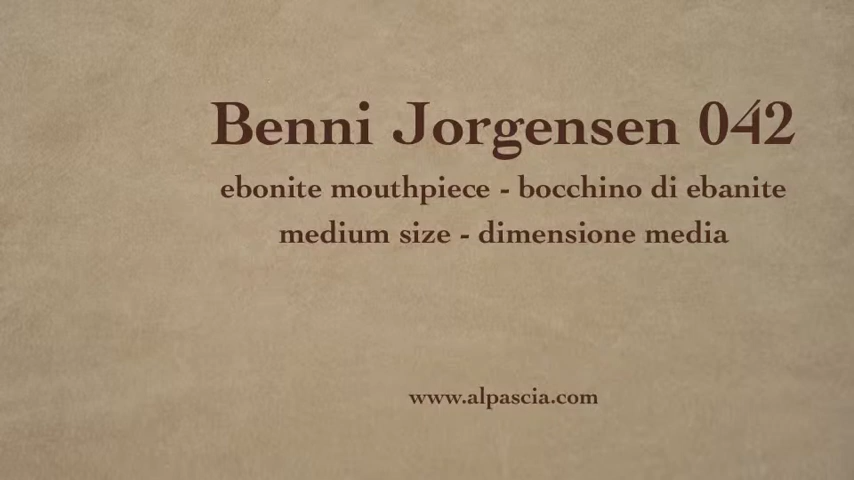 Benni Jorgensen 042
ebonite mouthpiece - bocchino di ebanite
medium size - dimensione media
www.alpascia.com